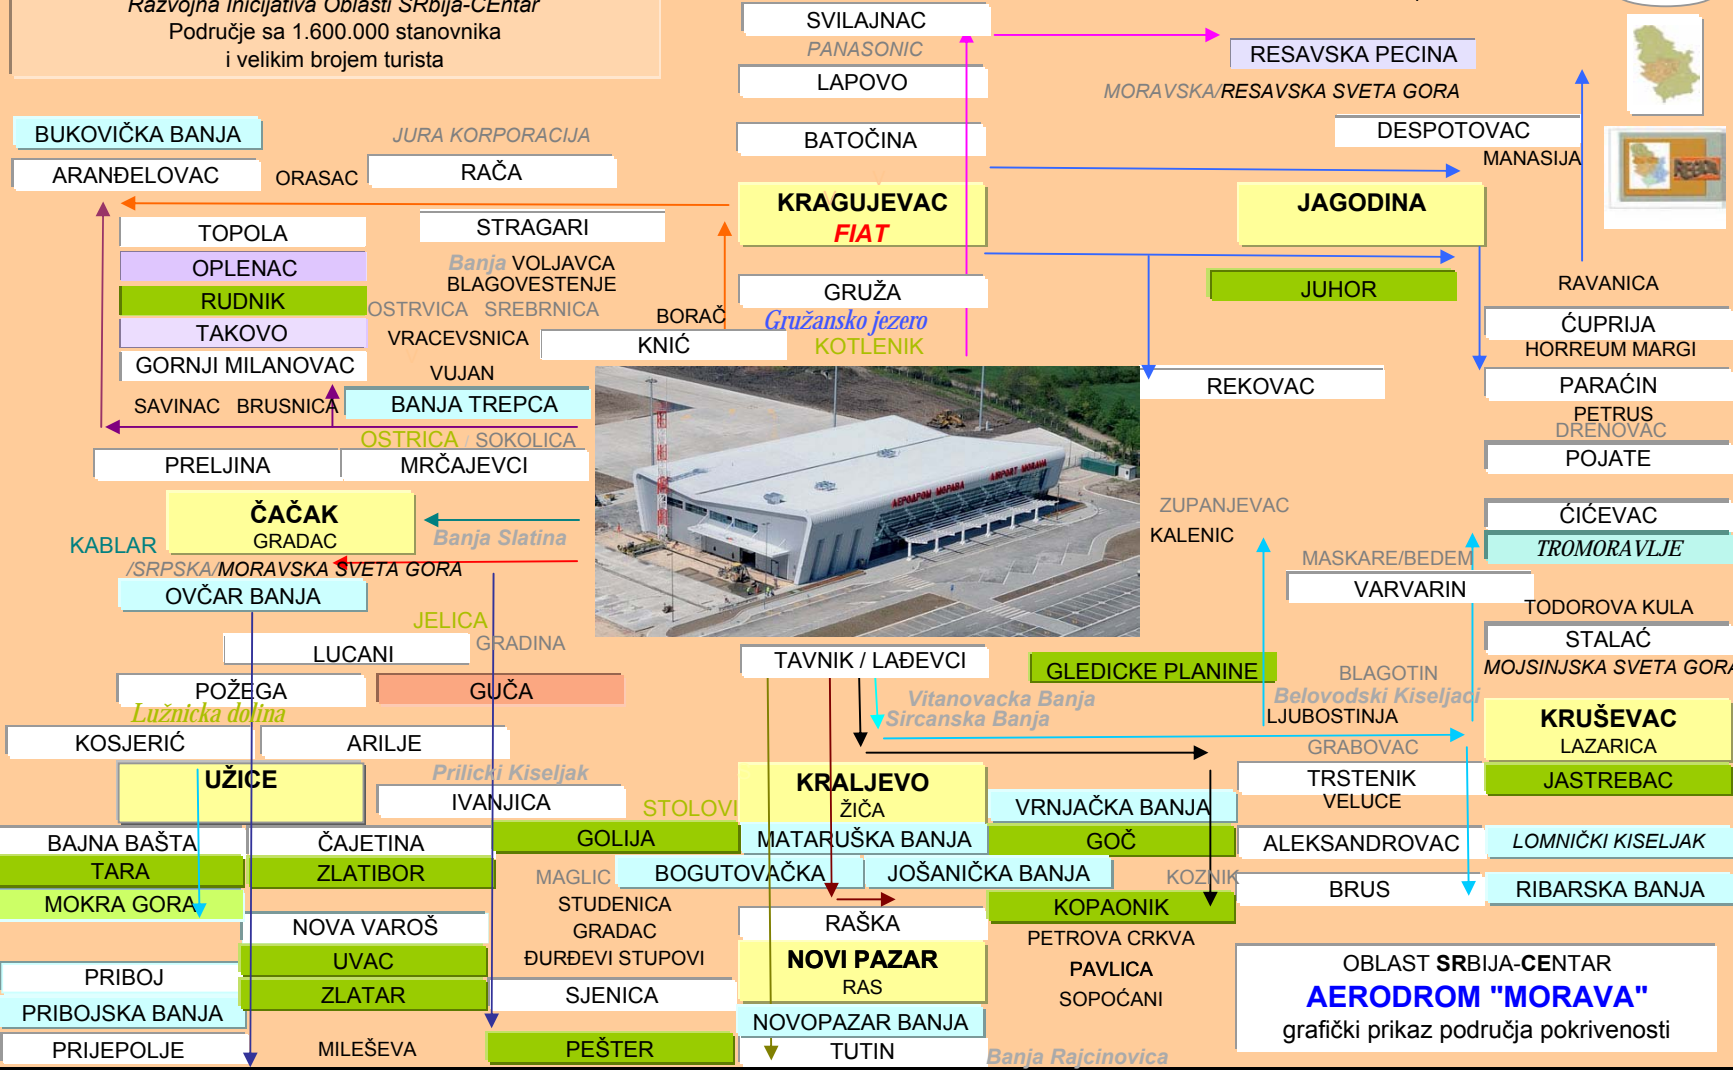 Razvojna Inicijativa Oblasti SRbija-CEntar
Područje sa 1.600.000 stanovnika
i velikim brojem turista
SVILAJNAC
PANASONIC
LAPOVO
BATOČINA
RESAVSKA PECINA
MORAVSKA/RESAVSKA SVETA GORA
DESPOTOVAC
MANASIJA
BUKOVIČKA BANJA
ARANĐELOVAC
ORASAC
JURA KORPORACIJA
RAČA
KRAGUJEVAC
FIAT
JAGODINA
TOPOLA
OPLENAC
RUDNIK
TAKOVO
GORNJI MILANOVAC
STRAGARI
Banja VOLJAVCA
BLAGOVESTENJE
OSTRVICA SREBRNICA
VRACEVSNICA
BORAČ
KNIĆ
GRUŽA
Gružansko jezero
KOTLENIK
JUHOR
RAVANICA
ĆUPRIJA
HORREUM MARGI
REKOVAC
PARAĆIN
PETRUS
DRENOVAC
POJATE
VUJAN
SAVINAC BRUSNICA
BANJA TREPCA
OSTRICA / SOKOLICA
PRELJINA
MRČAJEVCI
АЕРОДРОМ МОРАВА
AIRPORT MORAVA
ČAČAK
GRADAC
Banja Slatina
KABLAR
/SRPSKA/MORAVSKA SVETA GORA
OVČAR BANJA
ZUPANJEVAC
KALENIC
ĆIĆEVAC
TROMORAVLJE
MASKARE/BEDEM
VARVARIN
TODOROVA KULA
STALAĆ
MOJSINJSKA SVETA GORA
JELICA
GRADINA
LUCANI
POŽEGA
GUČA
Lužnicka dolina
KOSJERIĆ
ARILJE
TAVNIK / LAĐEVCI
GLEDICKE PLANINE
BLAGOTIN
Vitanovacka Banja
Belovodski Kiseljaci
Sircanska Banja
LJUBOSTINJA
KRUŠEVAC
LAZARICA
JASTREBAC
GRABOVAC
TRSTENIK
VELUCE
UŽICE
Prilicki Kiseljak
IVANJICA
STOLOVI
KRALJEVO
ŽIČA
VRNJAČKA BANJA
BAJNA BAŠTA
TARA
MOKRA GORA
ČAJETINA
ZLATIBOR
GOLIJA
MATARUŠKA BANJA
GOČ
ALEKSANDROVAC
LOMNIČKI KISELJAK
MAGLIC
BOGUTOVAČKA
JOŠANIČKA BANJA
KOZNIK
BRUS
RIBARSKA BANJA
STUDENICA
GRADAC
ĐURĐEVI STUPOVI
RAŠKA
KOPAONIK
PETROVA CRKVA
PAVLICA
SOPOĆANI
NOVA VAROŠ
UVAC
ZLATAR
NOVI PAZAR
RAS
PRIBOJ
PRIBOJSKA BANJA
PRIJEPOLJE
SJENICA
MILEŠEVA
PEŠTER
NOVOPAZAR BANJA
TUTIN
Banja Rajcinovica
OBLAST SRBIJA-CENTAR
AERODROM "MORAVA"
grafički prikaz područja pokrivenosti